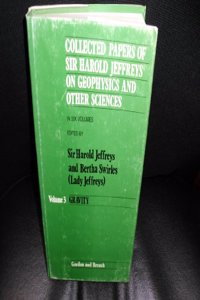 COLLECTED PAPERS OF
SIR HAROLD JEFFREYS
ON GEOPHYSICS AND
OTHER SCIENCES
IN SIX VOLUMES
EDITED BY
Sir Harold Jeffreys
and Bertha Swirles
(Lady Jeffreys)
Volume 3 GRAVITY
Gordon and Breach